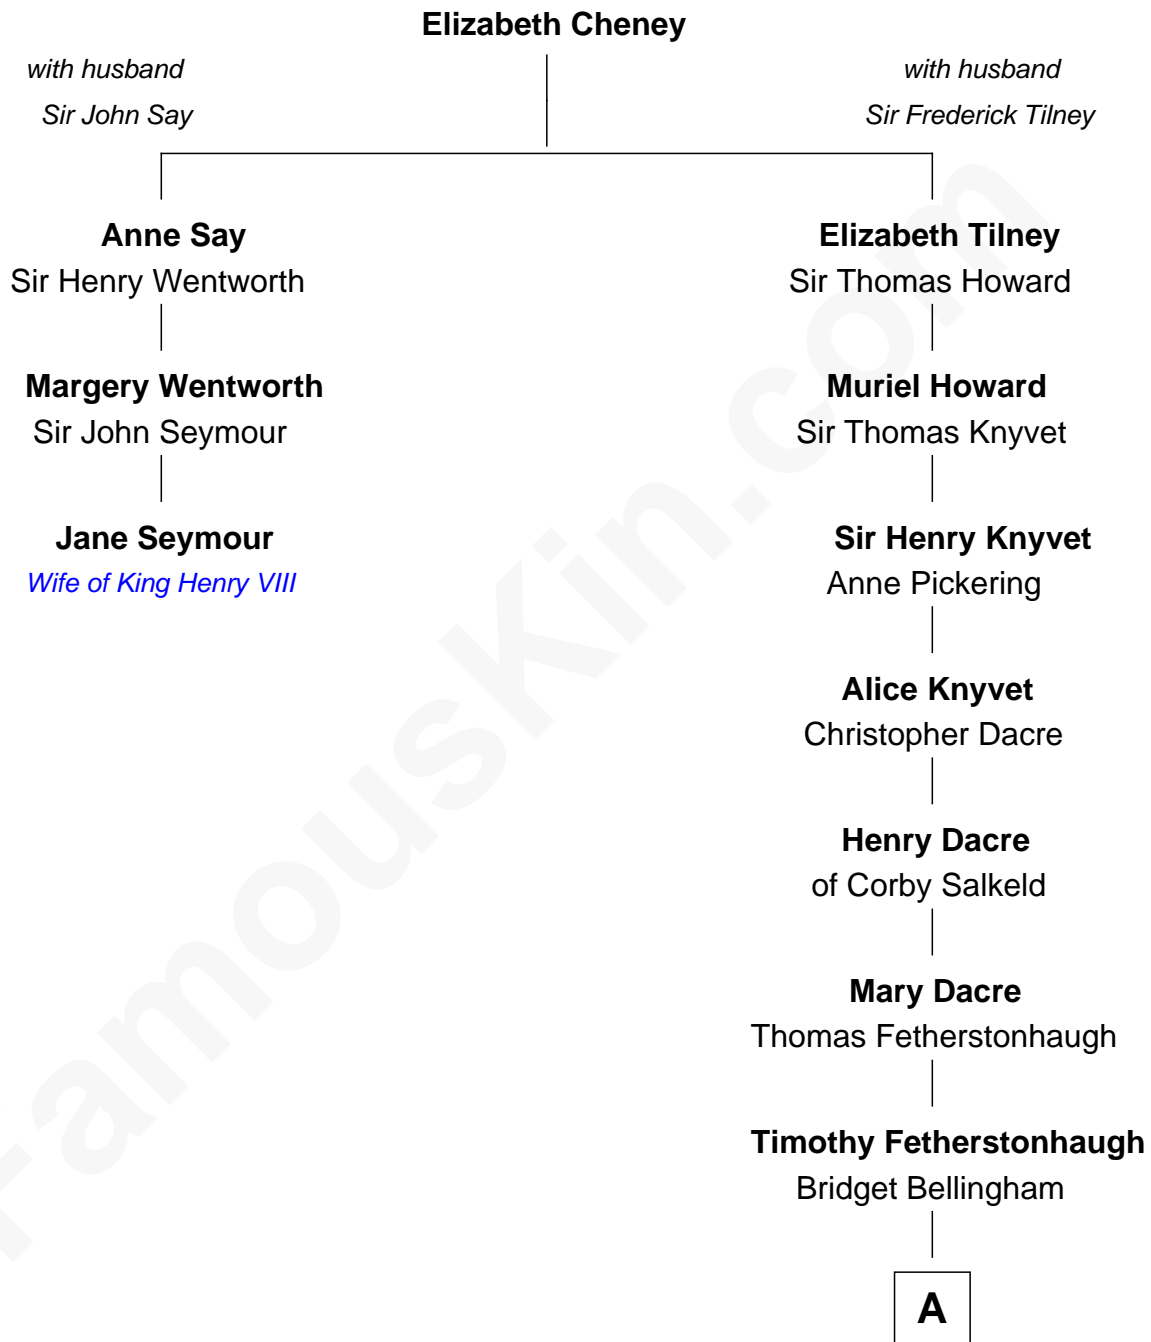 Elizabeth Cheney
with husband
Sir John Say
with husband
Sir Frederick Tilney
Anne Say
Sir Henry Wentworth
Margery Wentworth
Sir John Seymour
Jane Seymour
Wife of King Henry VIII
Elizabeth Tilney
Sir Thomas Howard
Muriel Howard
Sir Thomas Knyvet
Sir Henry Knyvet
Anne Pickering
Alice Knyvet
Christopher Dacre
Henry Dacre
of Corby Salkeld
Mary Dacre
Thomas Fetherstonhaugh
Timothy Fetherstonhaugh
Bridget Bellingham
A
FamousKin.com